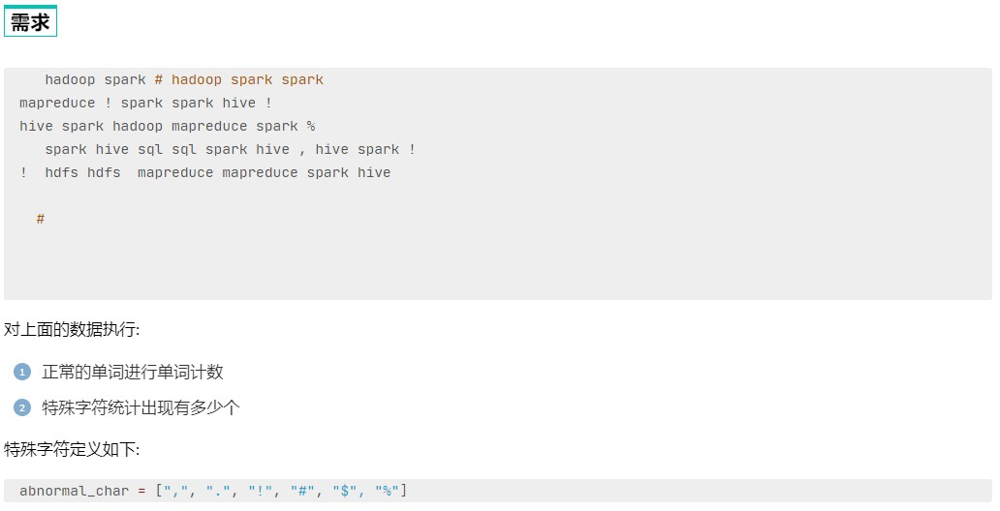 需求
hadoop spark # hadoop spark spark
mapreduce ! spark spark hive !
hive spark hadoop mapreduce spark %
spark hive sql sql spark hive , hive spark !
!  hdfs hdfs  mapreduce mapreduce spark hive
#
对上面的数据执行:
1 正常的单词进行单词计数
2 特殊字符统计出现有多少个
特殊字符定义如下:
abnormal_char = [",", ".", "!", "#", "$", "%"]